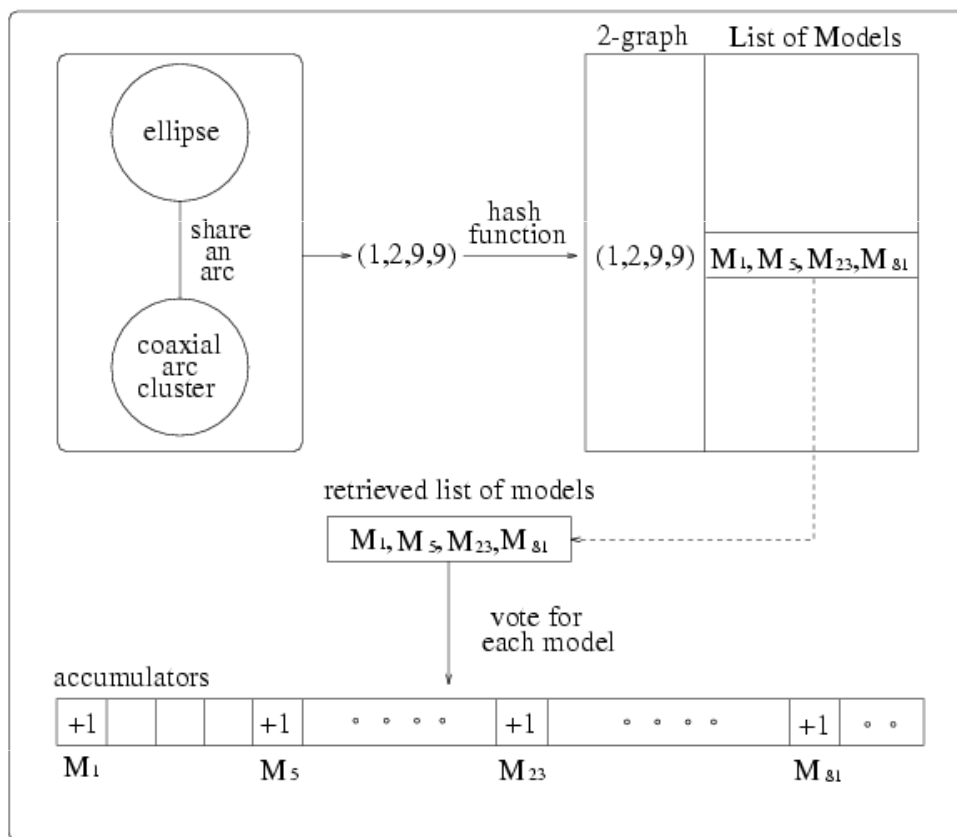 2-graph
List of Models
ellipse
share
an
arc
coaxial
arc
cluster
(1,2,9,9)
hash
function
(1,2,9,9)
M1, M5, M23, M81
retrieved list of models
M1, M5, M23, M81
vote for
each model
accumulators
+1 +1 +1 +1
M1 M5 M23 M81